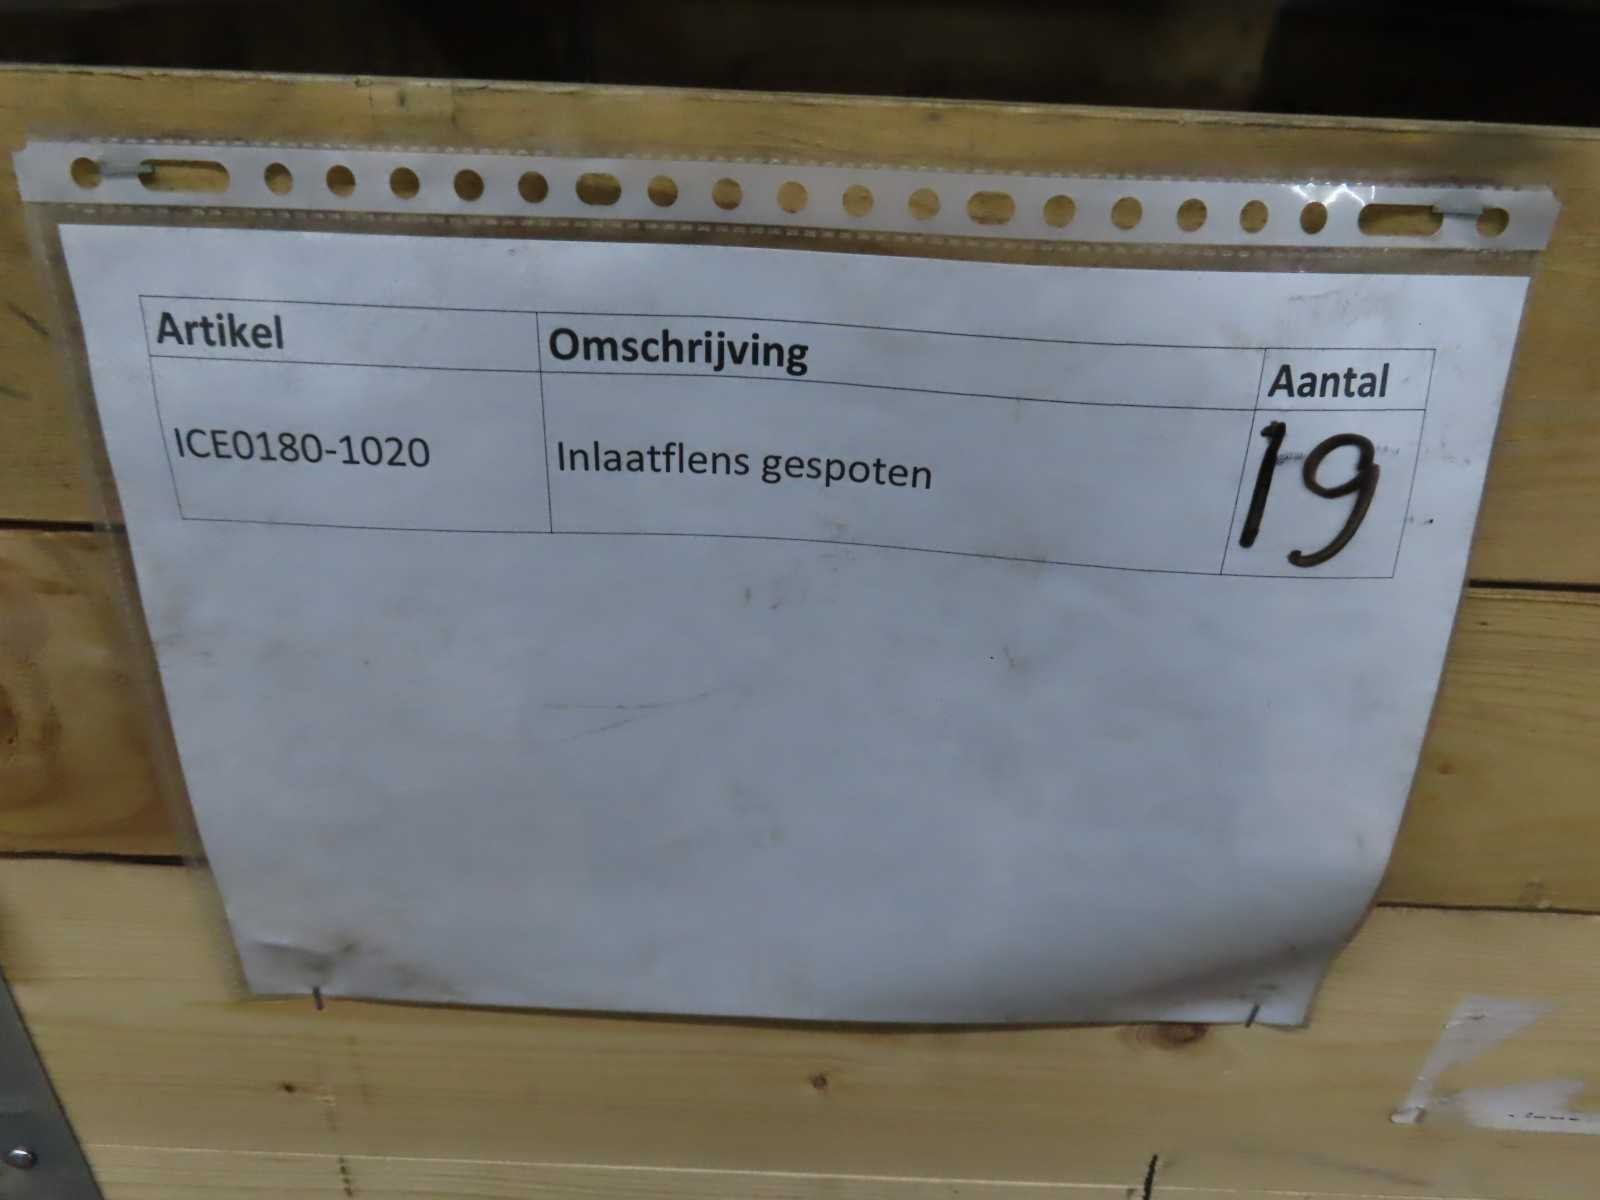 Artikel Omschrijving Aantal
ICE0180-1020 Inlaatflens gespoten 19